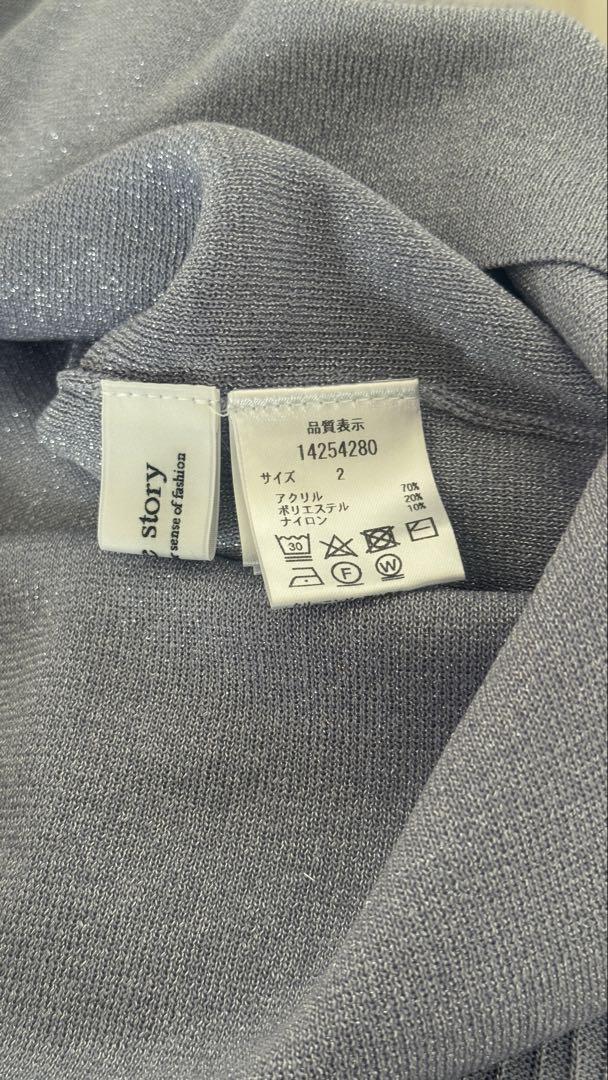 story
sense of fashion
品質表示
14254280
サイズ 2
アクリル 70%
ポリエステル 20%
ナイロン 10%
30
F
W